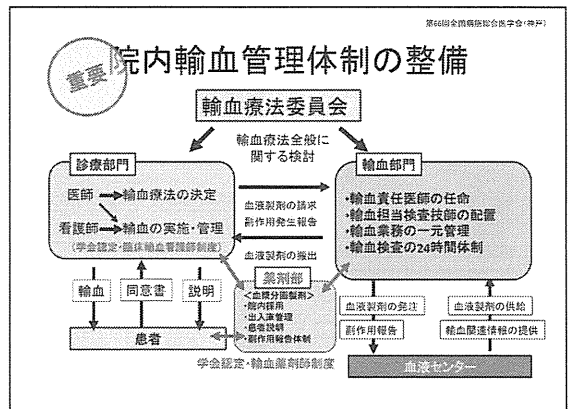 第66回全国病院総合医学会(神戸)
重要
院内輸血管理体制の整備
輸血療法委員会
輸血療法全般に
関する検討
診療部門
医師
輸血療法の決定
看護師
輸血の実施・管理
(学会認定・臨床輸血看護師制度)
血液製剤の請求
副作用発生報告
血液製剤の搬出
輸血部門
・輸血責任医師の任命
・輸血担当検査技師の配置
・輸血業務の一元管理
・輸血検査の24時間体制
薬剤部
<血漿分画製剤>
・院内採用
・出入庫管理
・患者説明
・副作用報告体制
学会認定・輸血薬剤師制度
輸血
同意書
説明
患者
血液製剤の発注
副作用報告
血液製剤の供給
輸血関連情報の提供
血液センター